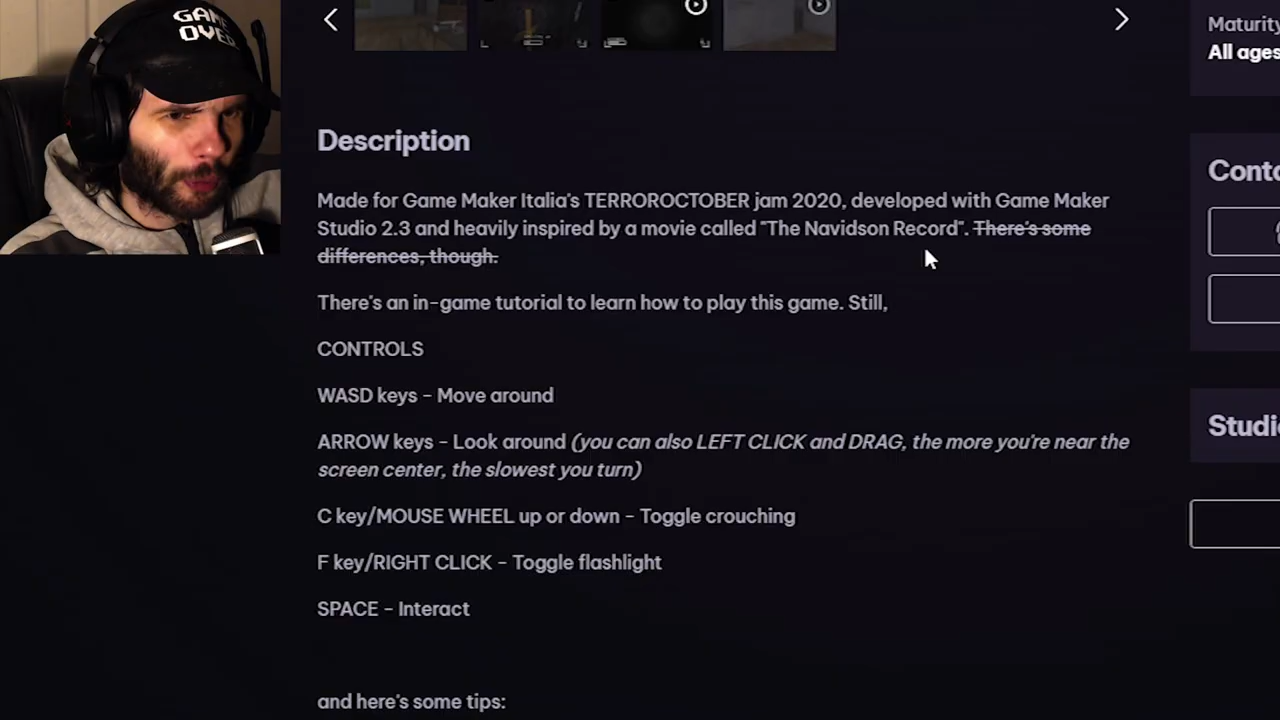 GAME
OVER
Maturity
All ages
Description
Made for Game Maker Italia's TERROROCTOBER jam 2020, developed with Game Maker
Studio 2.3 and heavily inspired by a movie called "The Navidson Record". There's some
differences, though.
There's an in-game tutorial to learn how to play this game. Still,
CONTROLS
WASD keys - Move around
ARROW keys - Look around (you can also LEFT CLICK and DRAG, the more you're near the
screen center, the slowest you turn)
C key/MOUSE WHEEL up or down - Toggle crouching
F key/RIGHT CLICK - Toggle flashlight
SPACE - Interact
and here's some tips:
Conta
Studi